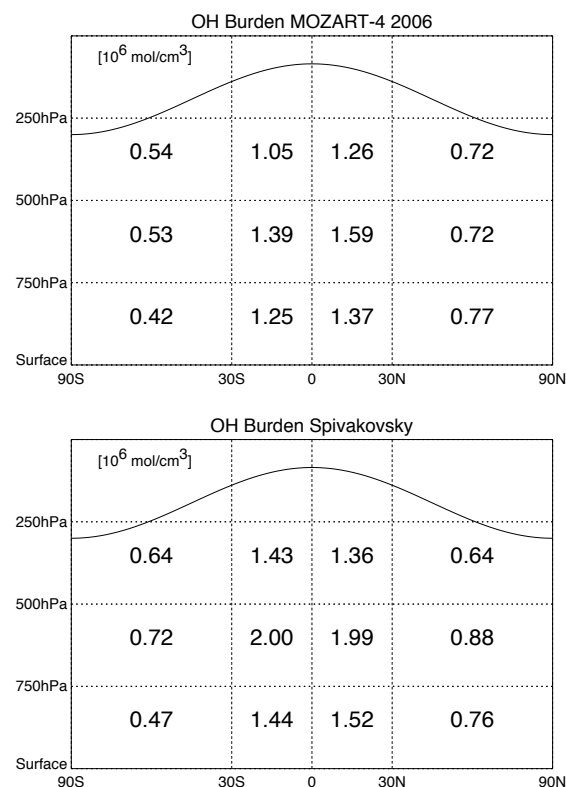 OH Burden MOZART-4 2006
[10^6 mol/cm^3]
250hPa
0.54 1.05 1.26 0.72
500hPa
0.53 1.39 1.59 0.72
750hPa
0.42 1.25 1.37 0.77
Surface
90S 30S 0 30N 90N
OH Burden Spivakovsky
[10^6 mol/cm^3]
250hPa
0.64 1.43 1.36 0.64
500hPa
0.72 2.00 1.99 0.88
750hPa
0.47 1.44 1.52 0.76
Surface
90S 30S 0 30N 90N